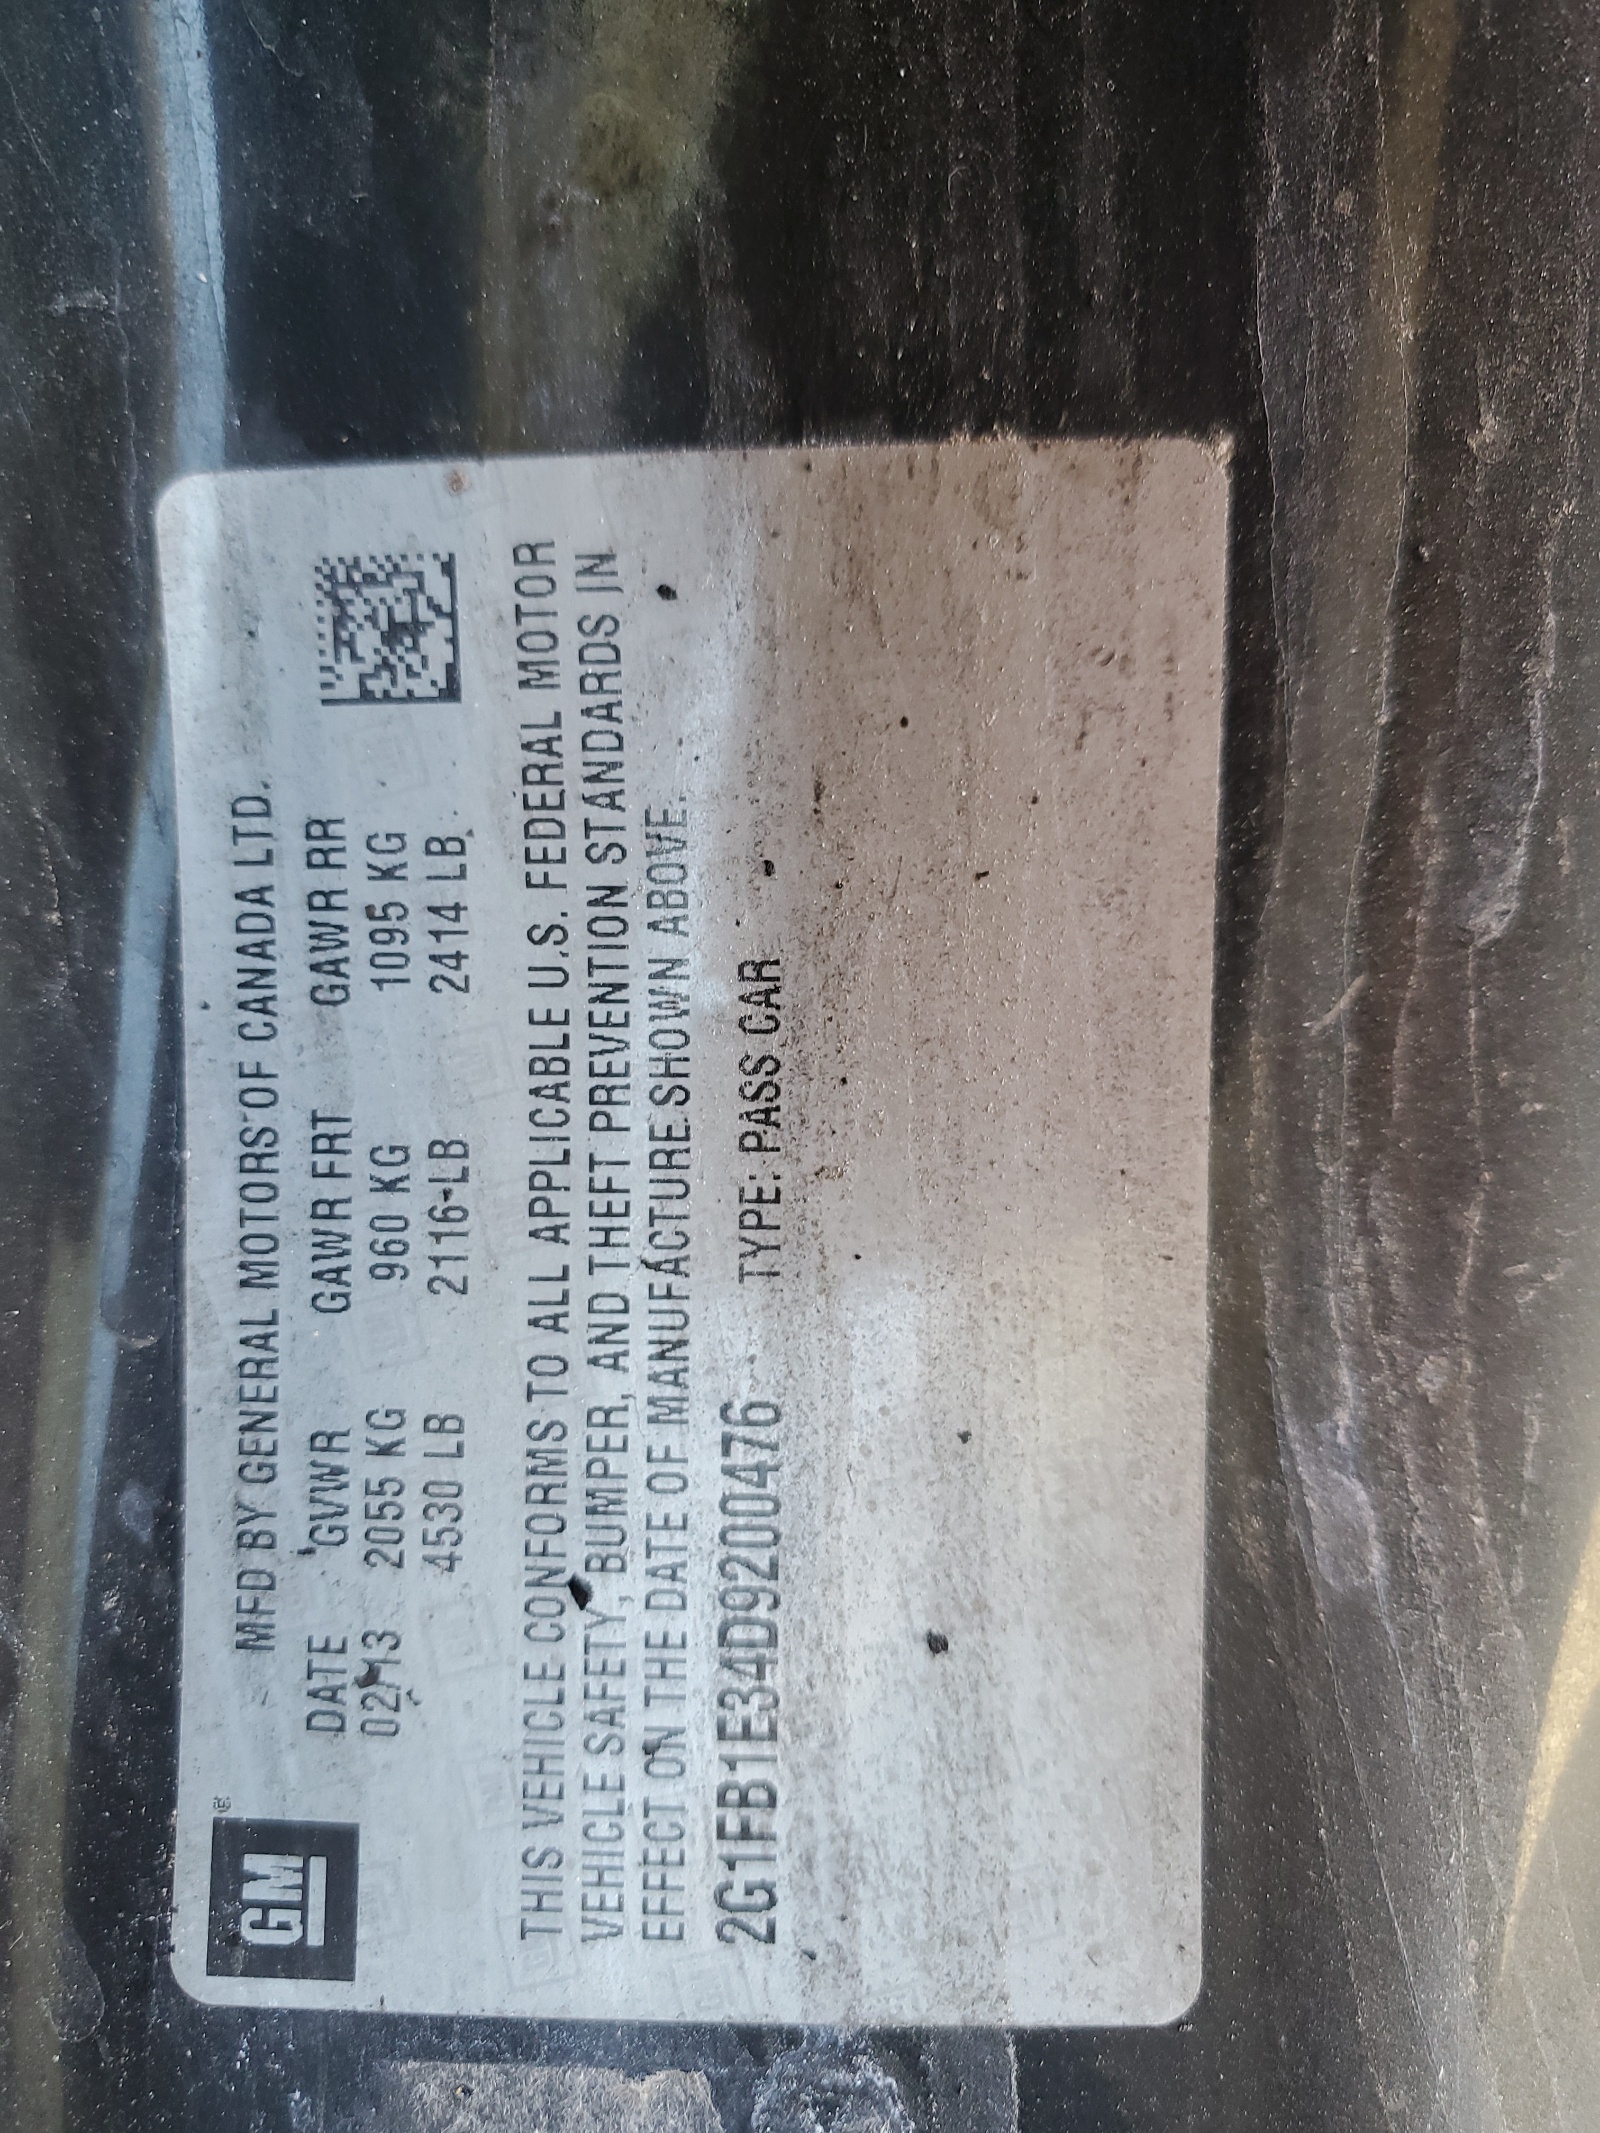 GM®
MFD BY GENERAL MOTORS OF CANADA LTD.
DATE GVWR GAWR FRT GAWR RR
02/13 2055 KG 960 KG 1095 KG
4530 LB 2116 LB 2414 LB
THIS VEHICLE CONFORMS TO ALL APPLICABLE U.S. FEDERAL MOTOR
VEHICLE SAFETY, BUMPER, AND THEFT PREVENTION STANDARDS IN
EFFECT ON THE DATE OF MANUFACTURE SHOWN ABOVE.
2G1FB1E34D9200476 TYPE: PASS CAR